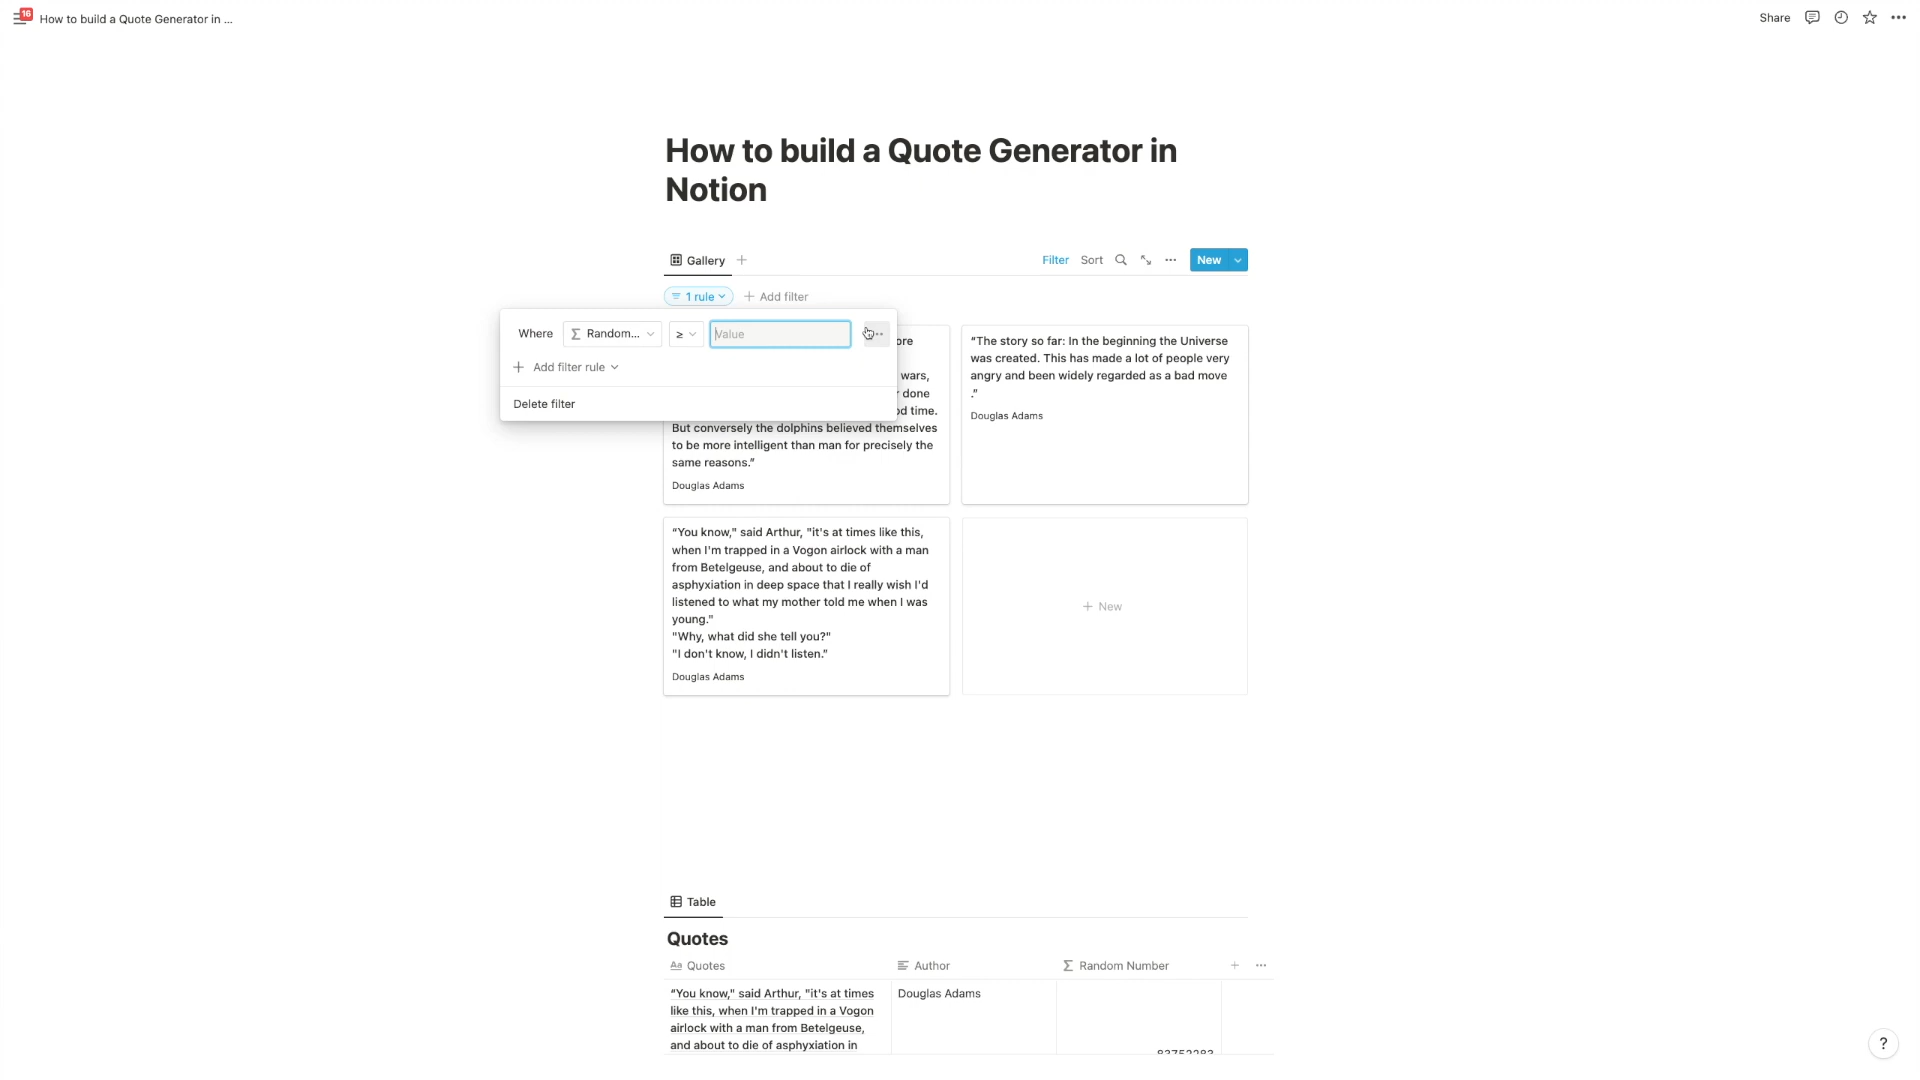 16
How to build a Quote Generator in ...
Share
How to build a Quote Generator in
Notion
Gallery
Filter
Sort
New
1 rule
Add filter
Where
Random...
≥
Value
Add filter rule
Delete filter
ore
wars,
done
od time.
But conversely the dolphins believed themselves
to be more intelligent than man for precisely the
same reasons.”
Douglas Adams
“The story so far: In the beginning the Universe
was created. This has made a lot of people very
angry and been widely regarded as a bad move
.”
Douglas Adams
“You know," said Arthur, "it's at times like this,
when I'm trapped in a Vogon airlock with a man
from Betelgeuse, and about to die of
asphyxiation in deep space that I really wish I'd
listened to what my mother told me when I was
young."
"Why, what did she tell you?"
"I don't know, I didn't listen.”
Douglas Adams
+ New
Table
Quotes
Aa Quotes
Author
Σ Random Number
“You know," said Arthur, "it's at times
like this, when I'm trapped in a Vogon
airlock with a man from Betelgeuse,
and about to die of asphyxiation in
Douglas Adams
83752283
?